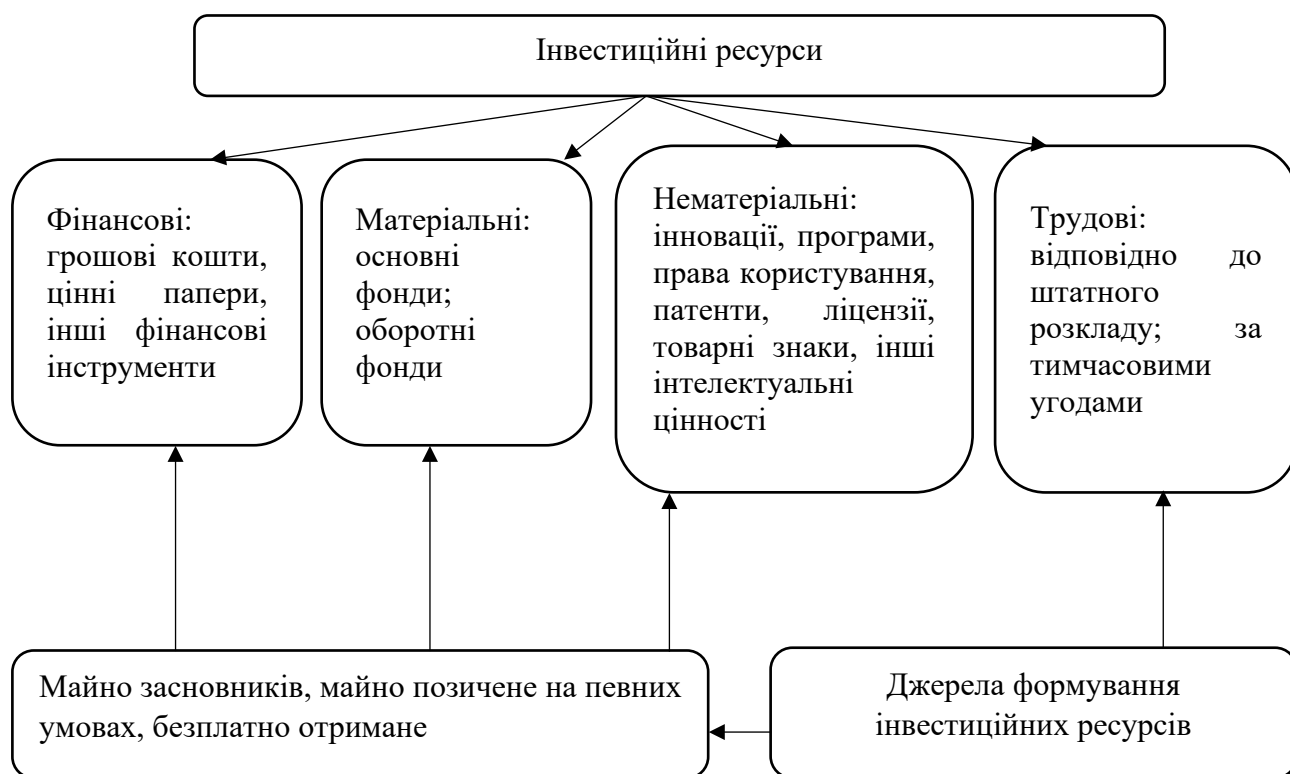 Інвестиційні ресурси
Фінансові:
грошові кошти,
цінні папери,
інші фінансові
інструменти
Матеріальні:
основні
фонди;
оборотні
фонди
Нематеріальні:
інновації, програми,
права користування,
патенти, ліцензії,
товарні знаки, інші
інтелектуальні
цінності
Трудові:
відповідно до
штатного
розкладу; за
тимчасовими
угодами
Майно засновників, майно позичене на певних
умовах, безплатно отримане
Джерела формування
інвестиційних ресурсів